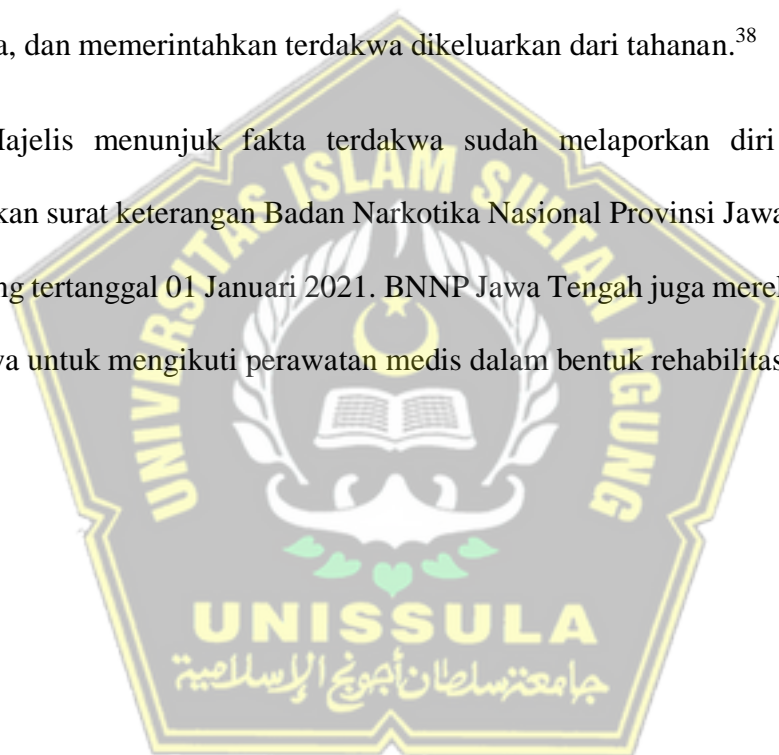 a, dan memerintahkan terdakwa dikeluarkan dari tahanan.38
Majelis menunjuk fakta terdakwa sudah melaporkan diri
kan surat keterangan Badan Narkotika Nasional Provinsi Jawa
ng tertanggal 01 Januari 2021. BNNP Jawa Tengah juga merek
wa untuk mengikuti perawatan medis dalam bentuk rehabilitas
UNIVERSITAS ISLAM SULTAN AGUNG
UNISSULA
جامعة سلطان أجونج الإسلامية